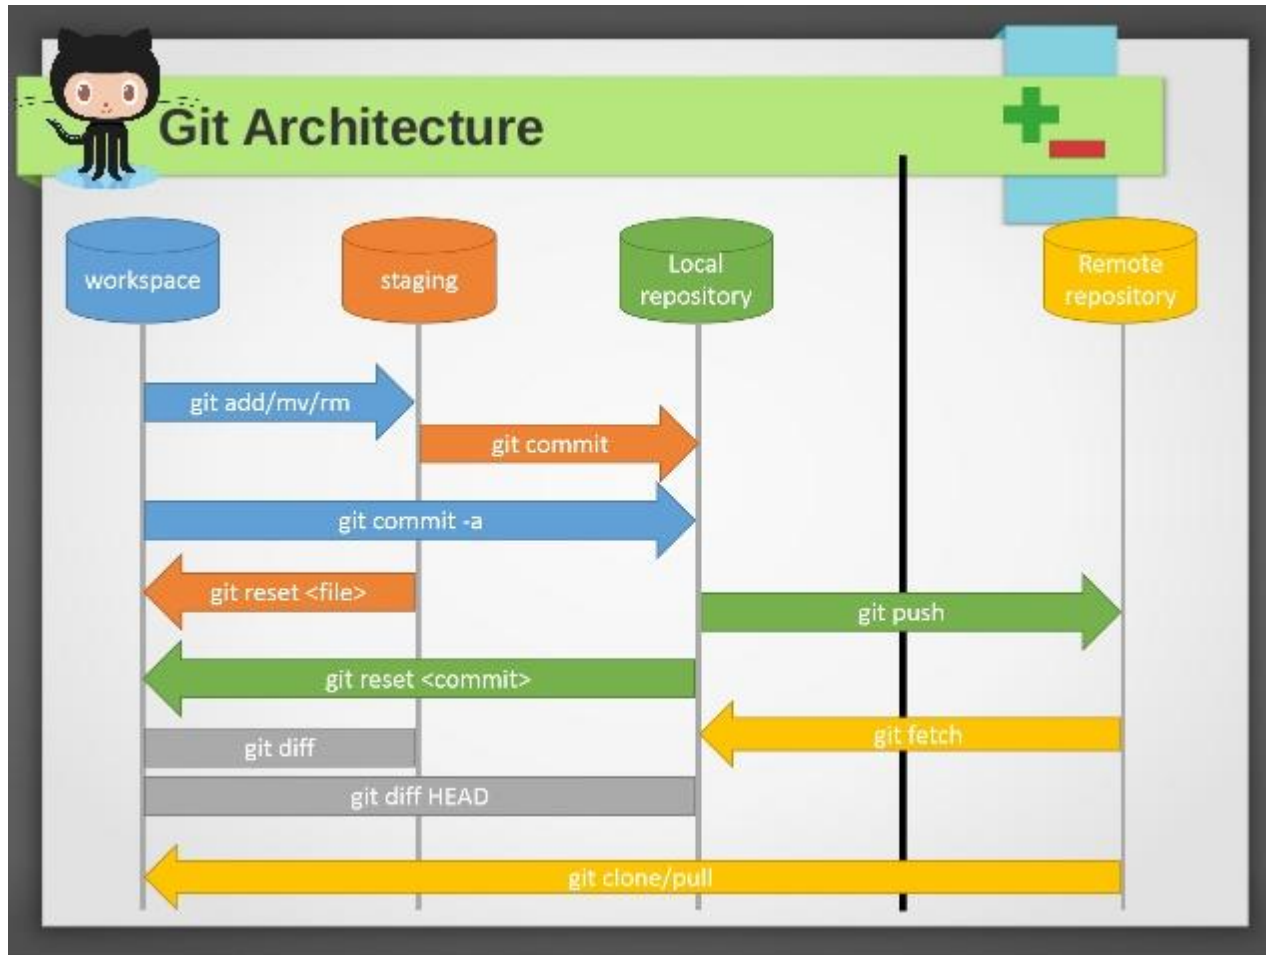 Git Architecture
workspace
staging
Local
repository
Remote
repository
git add/mv/rm
git commit
git commit -a
git reset <file>
git push
git reset <commit>
git fetch
git diff
git diff HEAD
git clone/pull